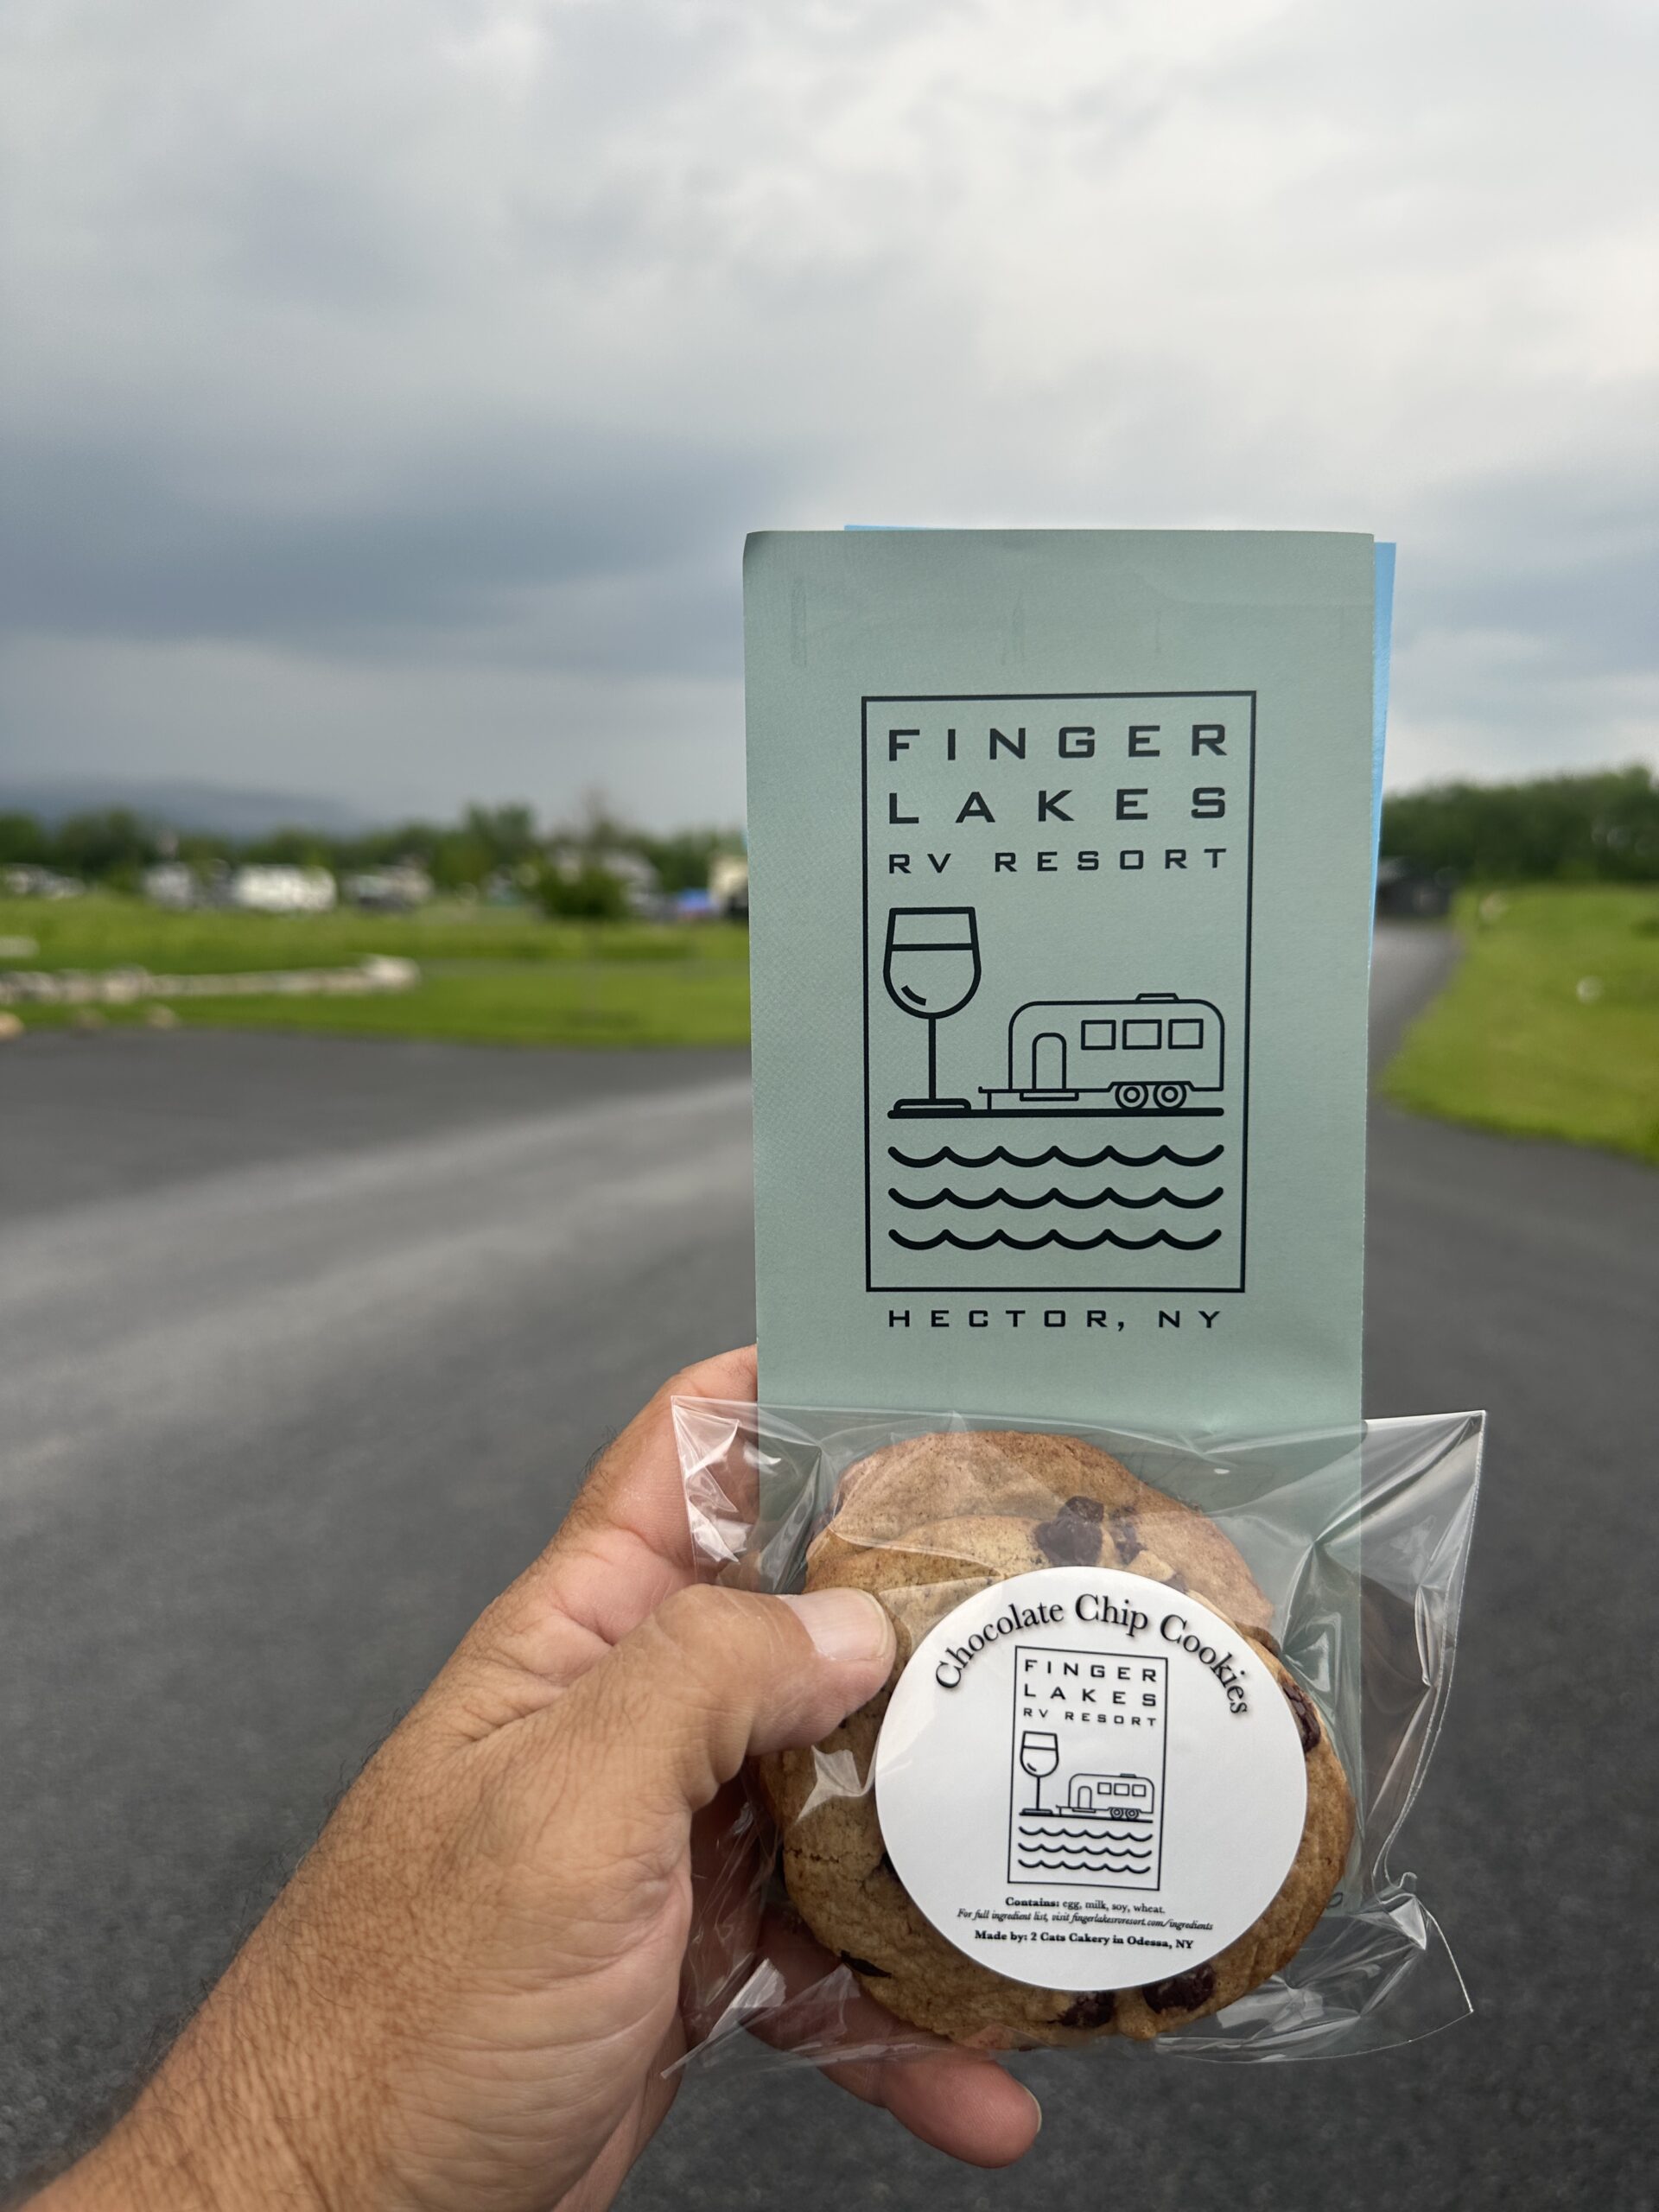 FINGER
LAKES
RV RESORT
HECTOR, NY
Chocolate Chip Cookies
FINGER
LAKES
RV RESORT
Contains: egg, milk, soy, wheat.
For full ingredient list, visit fingerlakesrvresort.com/ingredients
Made by: 2 Cats Cakery in Odessa, NY